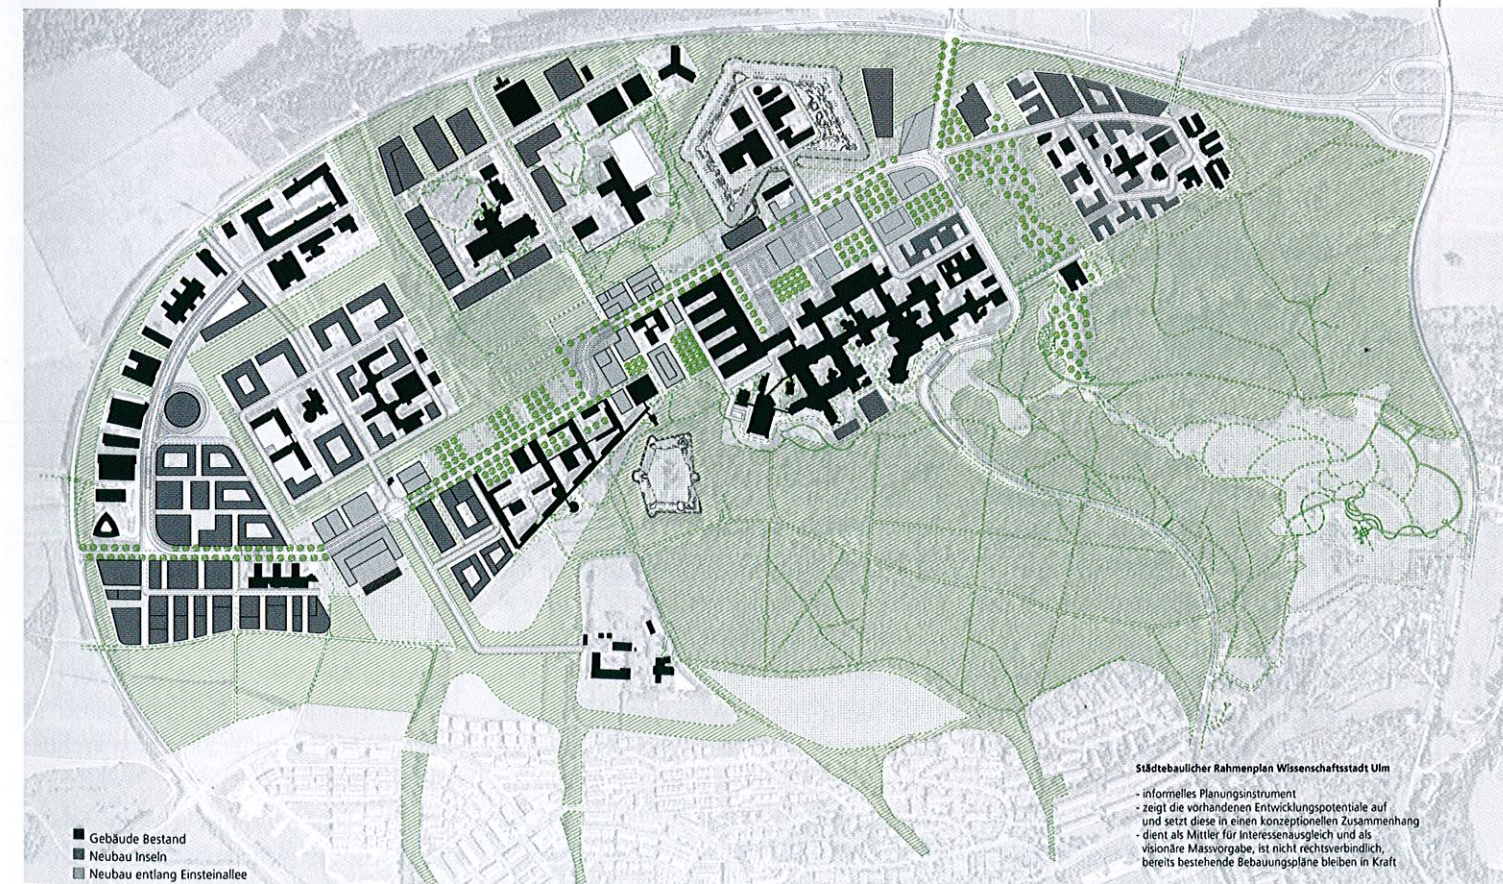 Städtebaulicher Rahmenplan Wissenschaftsstadt Ulm
- informelles Planungsinstrument
- zeigt die vorhandenen Entwicklungspotentiale auf
und setzt diese in einen konzeptionellen Zusammenhang
- dient als Mittler für Interessenausgleich und als
visionäre Massvorgabe, ist nicht rechtsverbindlich,
bereits bestehende Bebauungspläne bleiben in Kraft
Gebäude Bestand
Neubau Inseln
Neubau entlang Einsteinallee